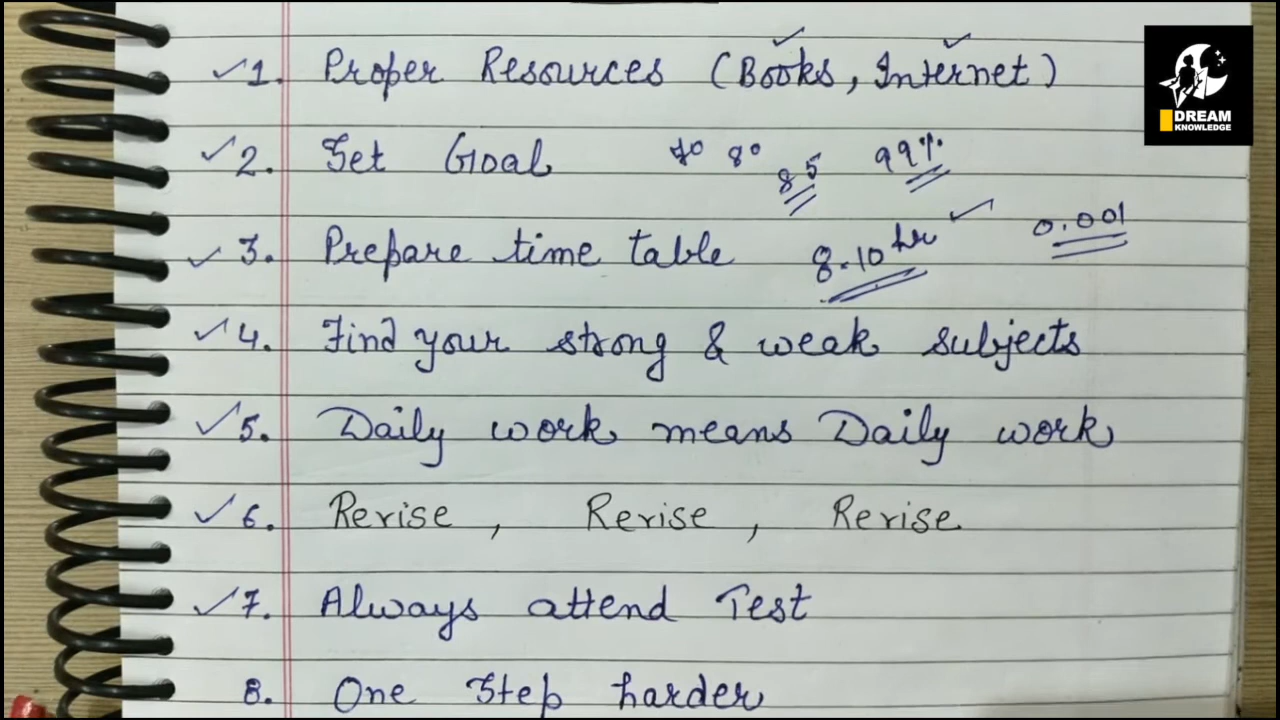 ✓1. Proper Resources (Books, Internet)
DREAM
KNOWLEDGE
✓2. Set Goal 70 80 85 99%
✓3. Prepare time table 8-10 hr ✓ 0.001
✓4. Find your strong & weak subjects
✓5. Daily work means Daily work
✓6. Revise, Revise, Revise
✓7. Always attend Test
8. One Step harder